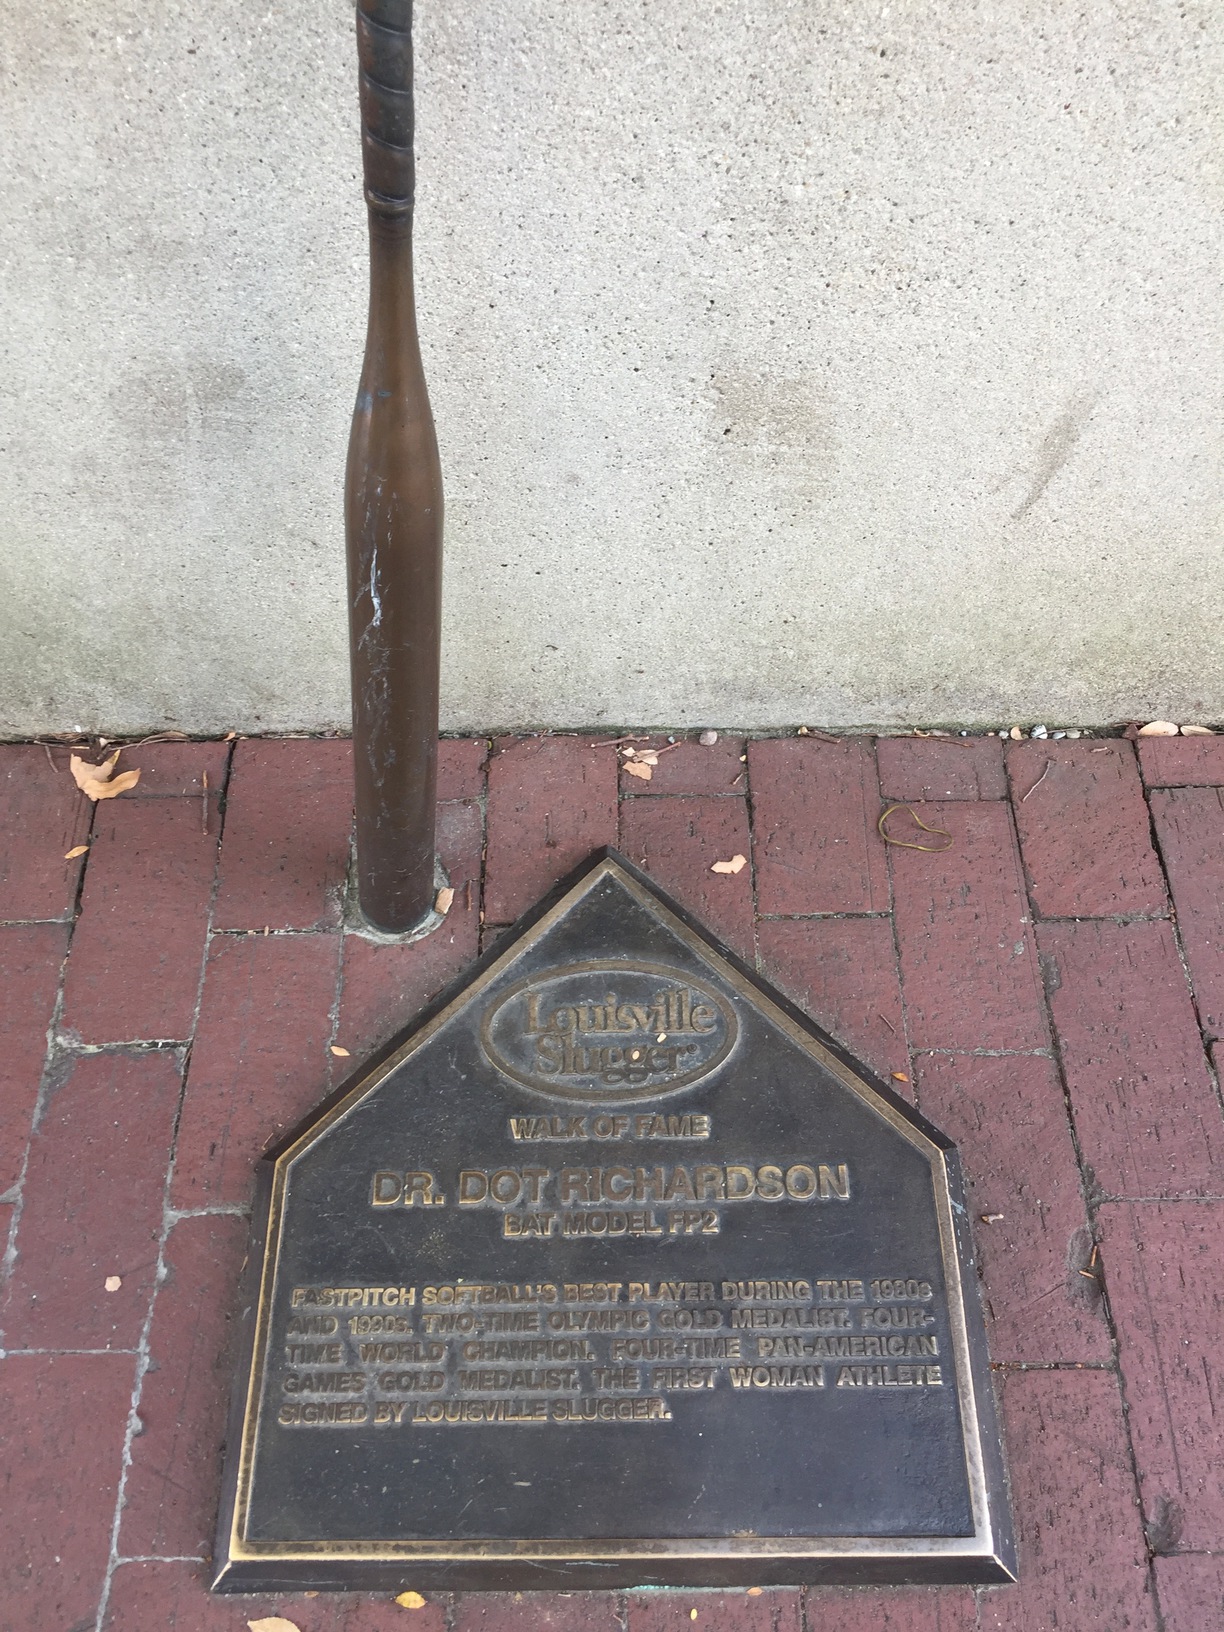 Louisville
Slugger®
WALK OF FAME
DR. DOT RICHARDSON
BAT MODEL FP2
FASTPITCH SOFTBALL'S BEST PLAYER DURING THE 1980s
AND 1990s. TWO-TIME OLYMPIC GOLD MEDALIST. FOUR-
TIME WORLD CHAMPION. FOUR-TIME PAN-AMERICAN
GAMES GOLD MEDALIST. THE FIRST WOMAN ATHLETE
SIGNED BY LOUISVILLE SLUGGER.